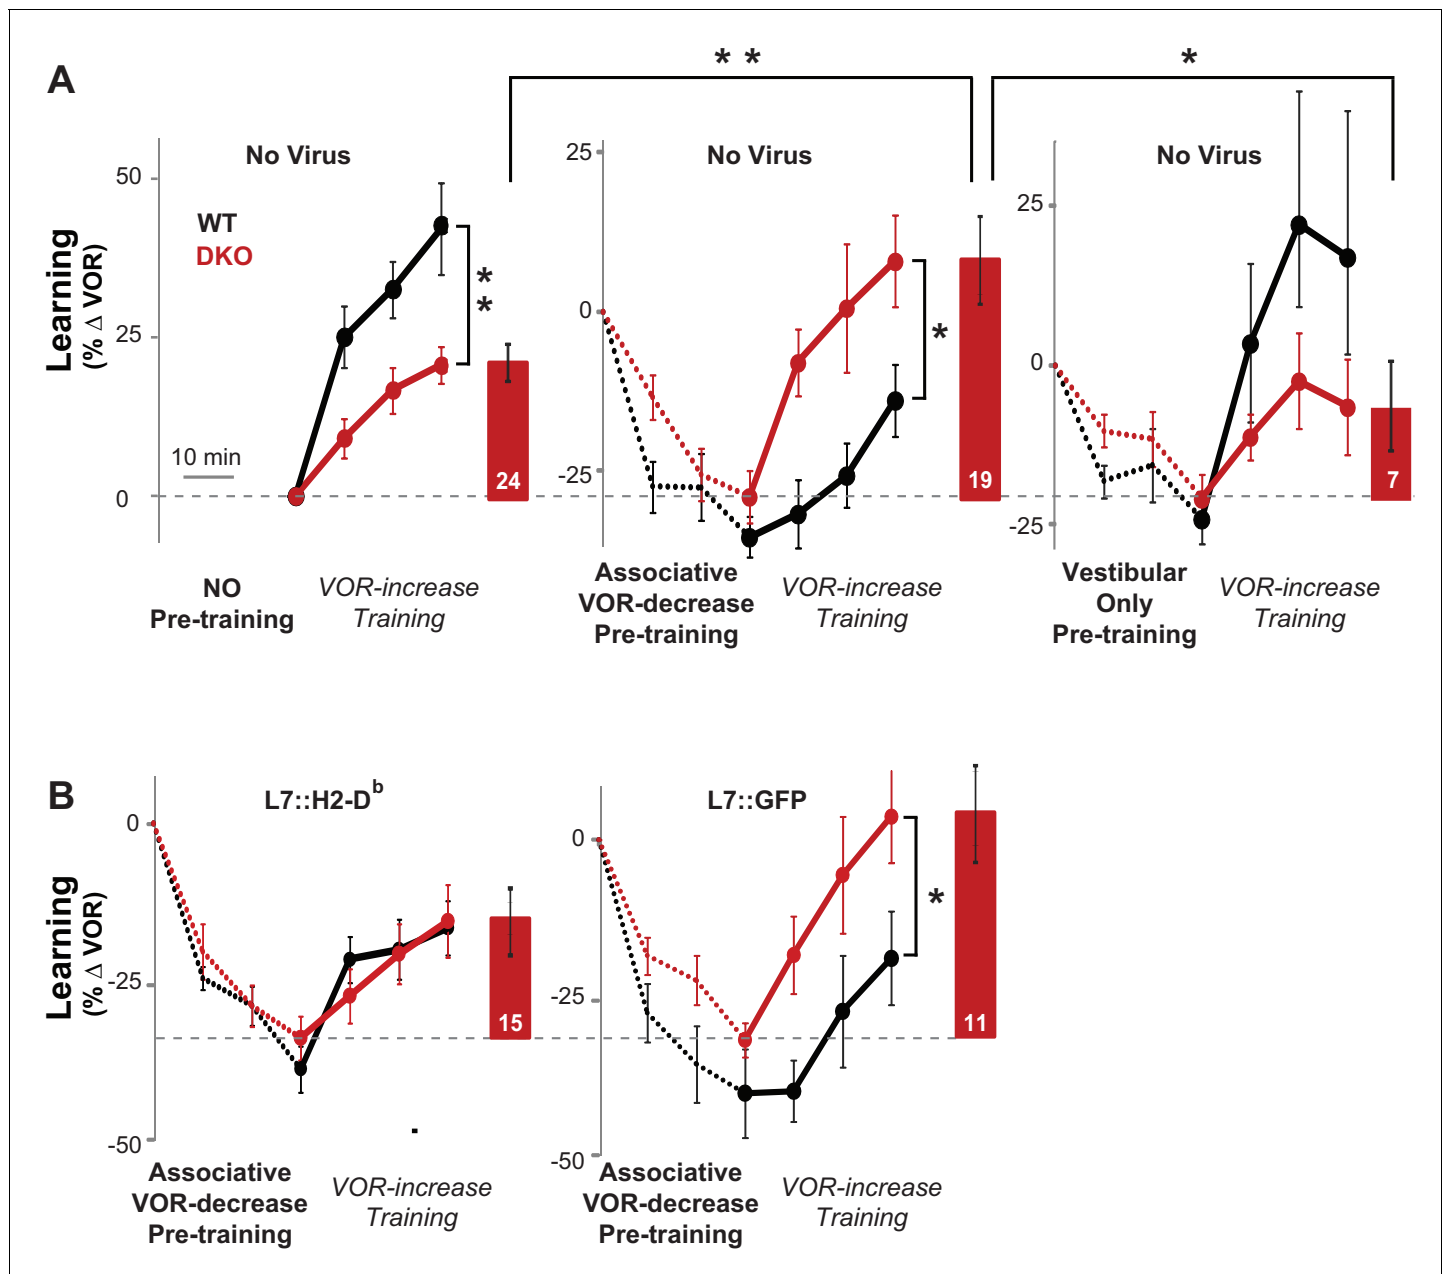 A
* *
*
No Virus
No Virus
No Virus
50
25
0
25
0
-25
25
0
-25
WT
DKO
Learning
(% Δ VOR)
10 min
*
*
*
24
19
7
NO
Pre-training
VOR-increase
Training
Associative
VOR-decrease
Pre-training
VOR-increase
Training
Vestibular
Only
Pre-training
VOR-increase
Training
B
L7::H2-Dᵇ
L7::GFP
0
-25
-50
0
-25
-50
Learning
(% Δ VOR)
*
15
11
Associative
VOR-decrease
Pre-training
VOR-increase
Training
Associative
VOR-decrease
Pre-training
VOR-increase
Training